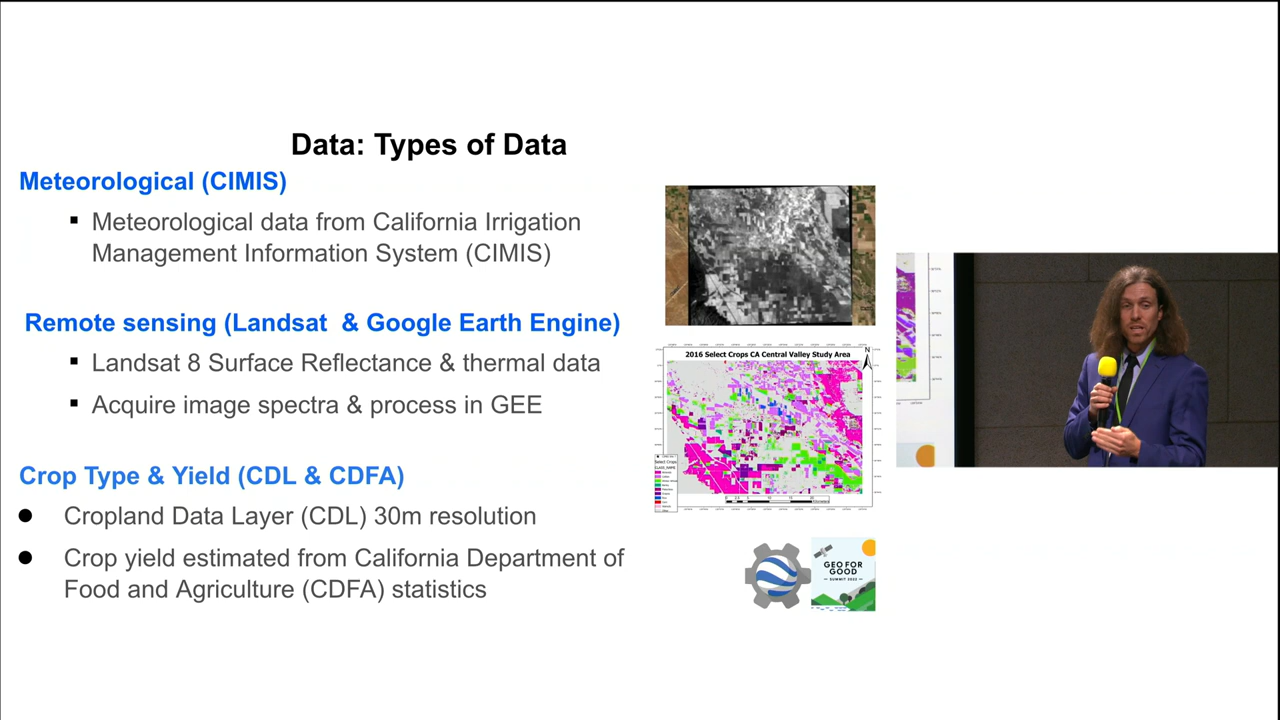 Data: Types of Data
Meteorological (CIMIS)
Meteorological data from California Irrigation
Management Information System (CIMIS)
Remote sensing (Landsat & Google Earth Engine)
Landsat 8 Surface Reflectance & thermal data
Acquire image spectra & process in GEE
Crop Type & Yield (CDL & CDFA)
Cropland Data Layer (CDL) 30m resolution
Crop yield estimated from California Department of
Food and Agriculture (CDFA) statistics
2016 Select Crops CA Central Valley Study Area
N
GEO FOR
GOOD
SUMMIT 2022